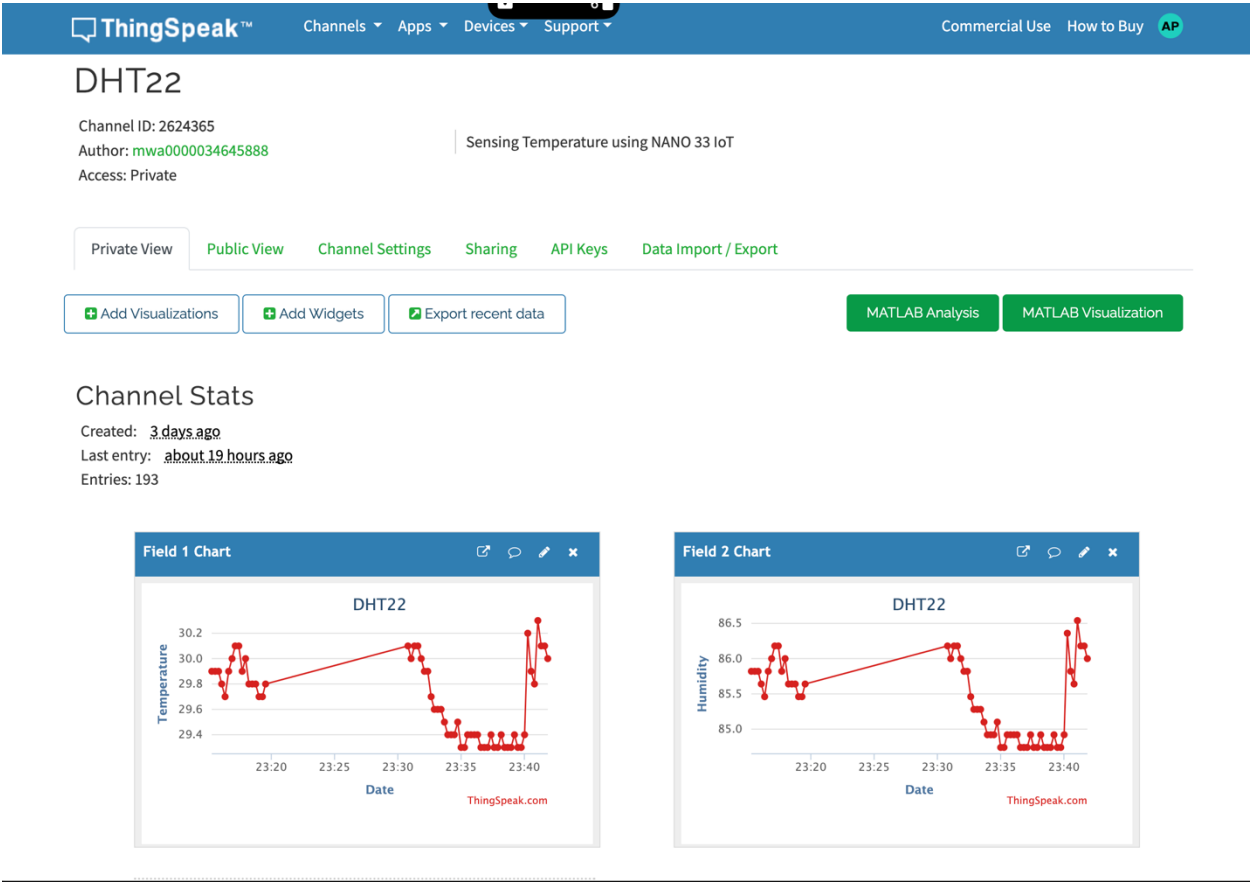 ThingSpeak™ Channels Apps Devices Support Commercial Use How to Buy AP
DHT22
Channel ID: 2624365
Author: mwa0000034645888
Access: Private
Sensing Temperature using NANO 33 IoT
Private View Public View Channel Settings Sharing API Keys Data Import / Export
Add Visualizations Add Widgets Export recent data MATLAB Analysis MATLAB Visualization
Channel Stats
Created: 3 days ago
Last entry: about 19 hours ago
Entries: 193
Field 1 Chart
DHT22
Temperature
30.2
30.0
29.8
29.6
29.4
23:20 23:25 23:30 23:35 23:40
Date
ThingSpeak.com
Field 2 Chart
DHT22
Humidity
86.5
86.0
85.5
85.0
23:20 23:25 23:30 23:35 23:40
Date
ThingSpeak.com